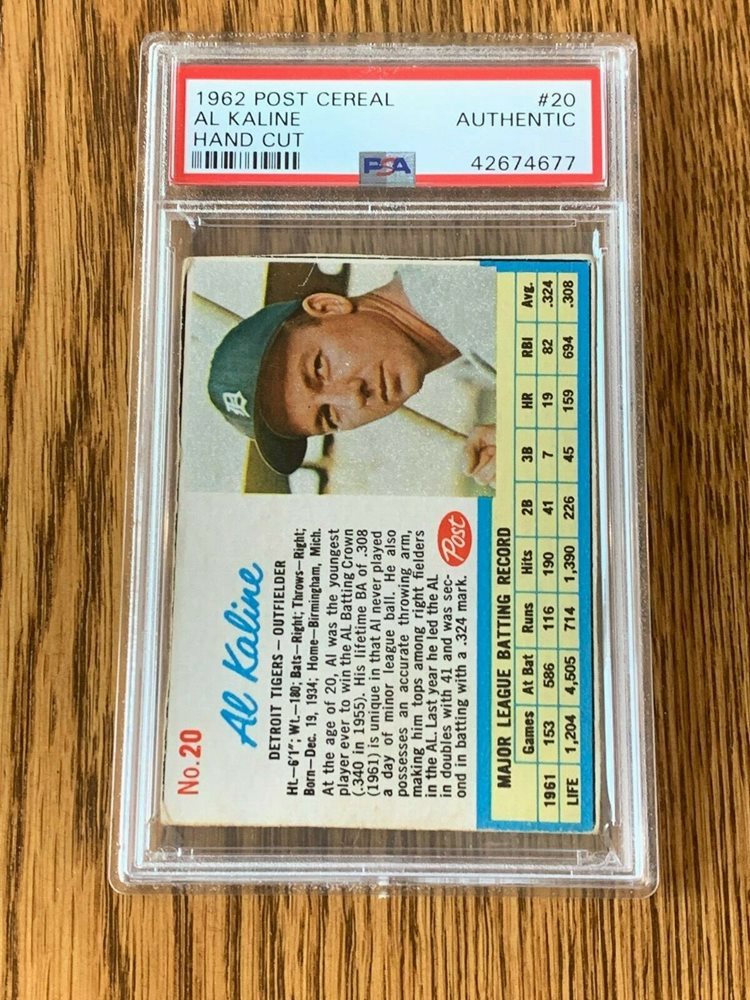 1962 POST CEREAL #20
AL KALINE AUTHENTIC
HAND CUT
PSA 42674677
No.20
Al Kaline
DETROIT TIGERS — OUTFIELDER
Ht.—6'1"; Wt.—180; Bats—Right; Throws—Right;
Born—Dec. 19, 1934; Home—Birmingham, Mich.
At the age of 20, Al was the youngest
player ever to win the AL Batting Crown
(.340 in 1955). His lifetime BA of .308
(1961) is unique in that Al never played
a day of minor league ball. He also
possesses an accurate throwing arm,
making him tops among right fielders
in the AL. Last year he led the AL
in doubles with 41 and was sec-
ond in batting with a .324 mark.
Post
D
MAJOR LEAGUE BATTING RECORD
Games At Bat Runs Hits 2B 3B HR RBI Avg.
1961 153 586 116 190 41 7 19 82 .324
LIFE 1,204 4,505 714 1,390 226 45 159 694 .308
PSA